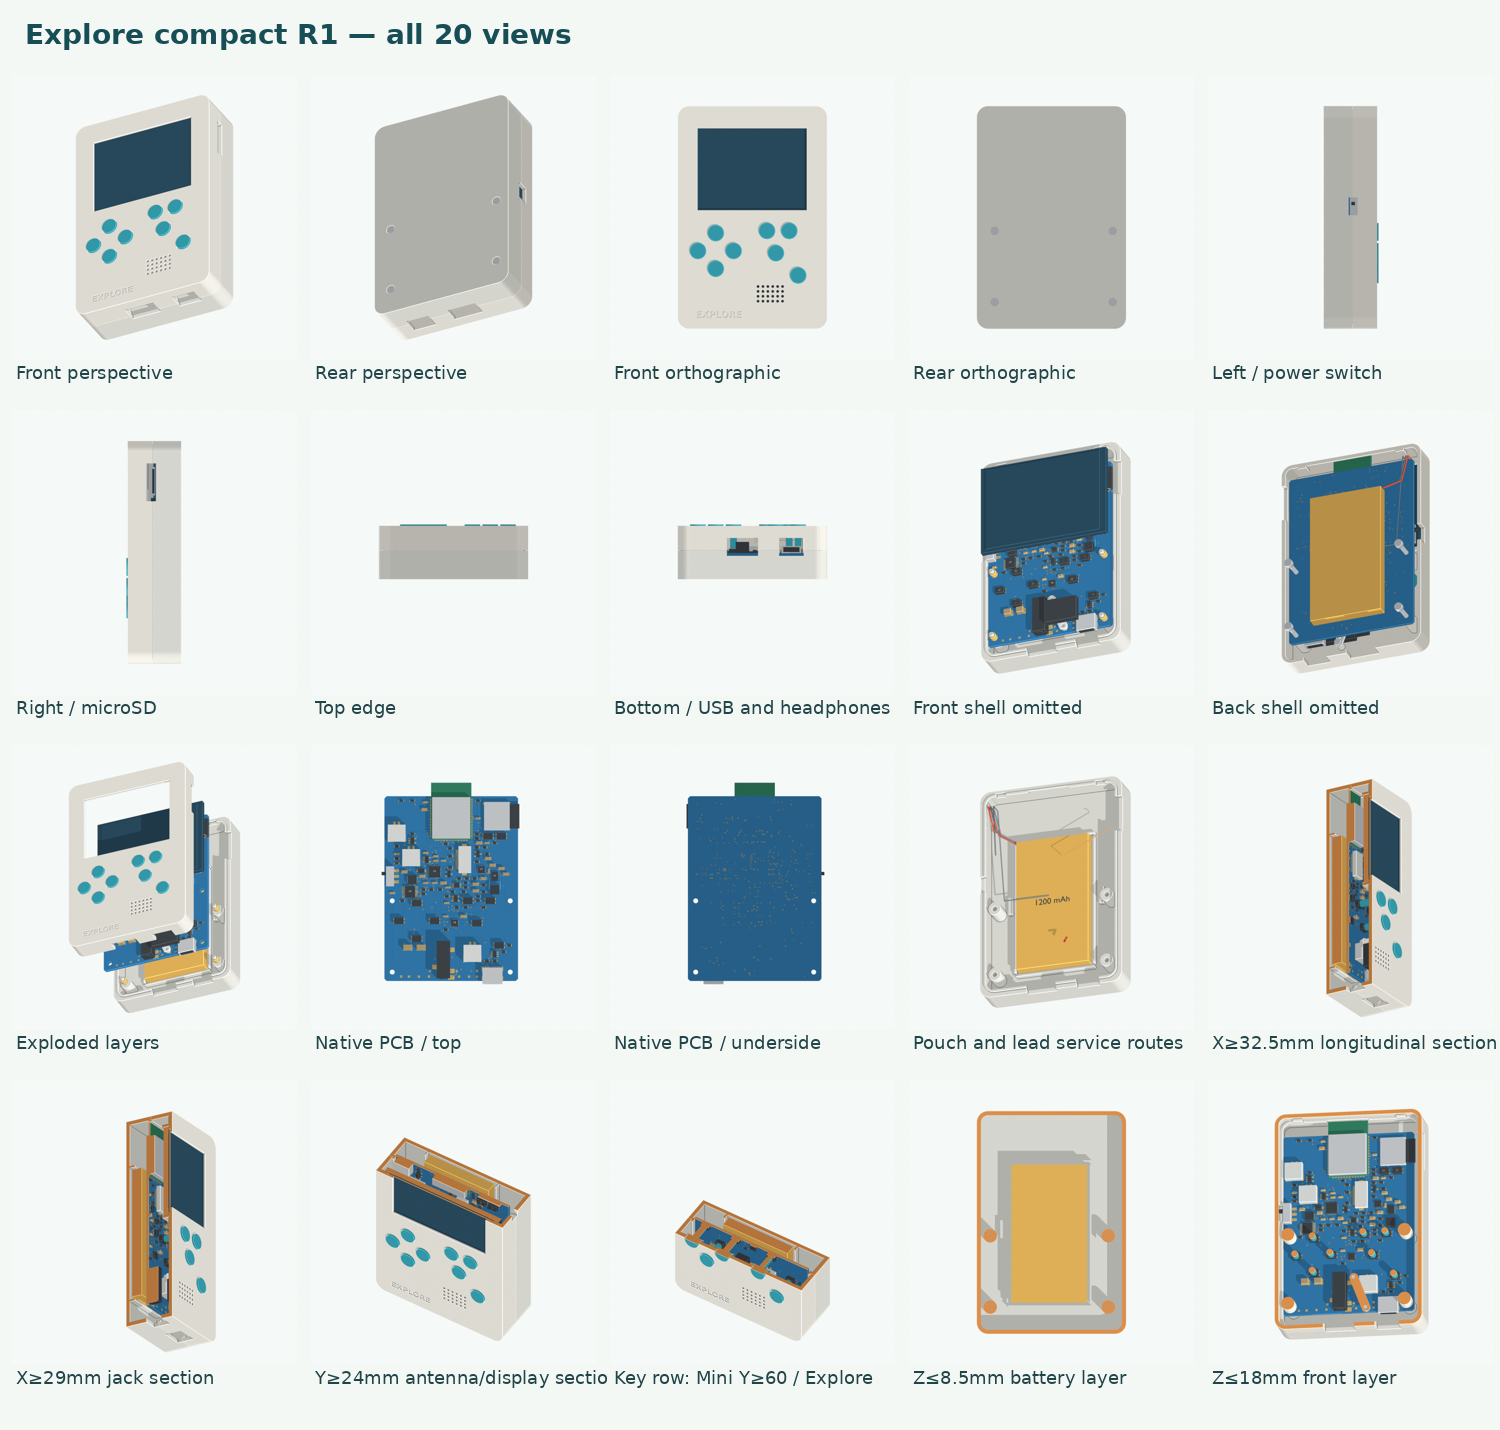 Explore compact R1 — all 20 views
EXPLORE
EXPLORE
Front perspective
Rear perspective
Front orthographic
Rear orthographic
Left / power switch
Right / microSD
Top edge
Bottom / USB and headphones
Front shell omitted
Back shell omitted
EXPLORE
1200 mAh
Exploded layers
Native PCB / top
Native PCB / underside
Pouch and lead service routes
X≥32.5mm longitudinal section
EXPLORE
EXPLORE
X≥29mm jack section
Y≥24mm antenna/display sectio
Key row: Mini Y≥60 / Explore
Z≤8.5mm battery layer
Z≤18mm front layer